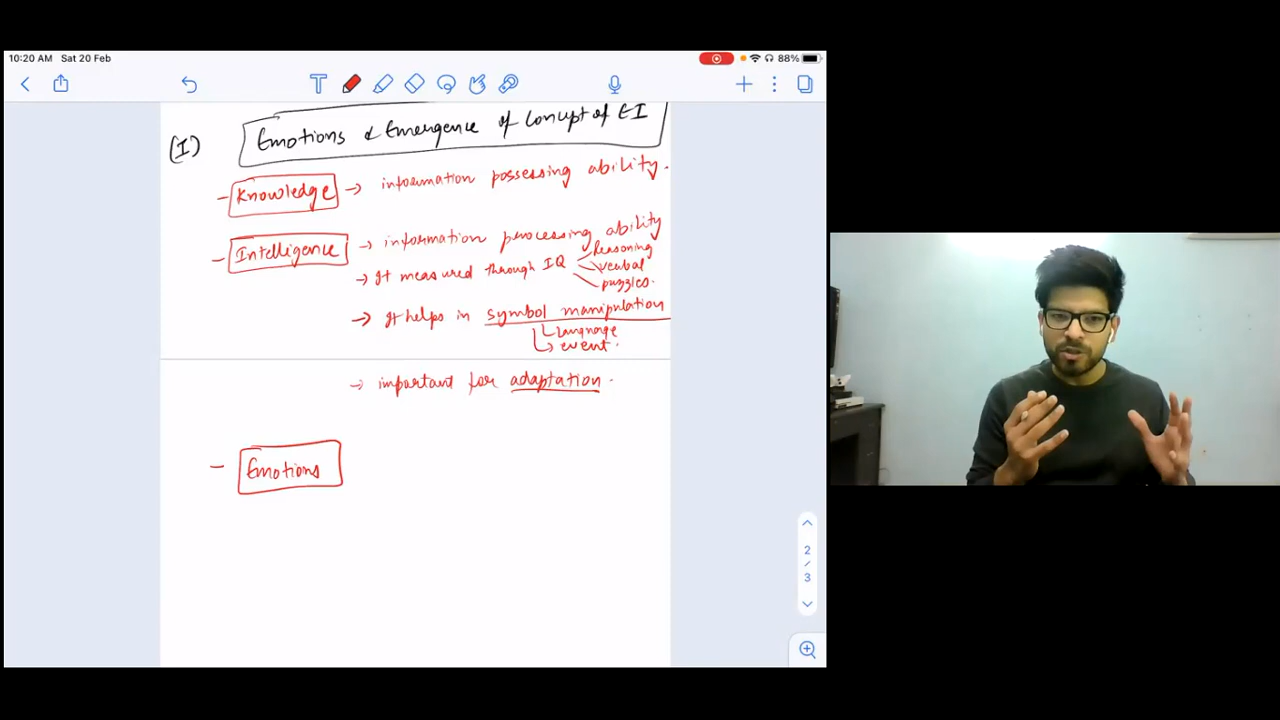 10:20 AM Sat 20 Feb
88%
T
(I) Emotions & Emergence of Concept of EI
- Knowledge → information possessing ability.
- Intelligence → information processing ability
→ It measured through IQ
Reasoning
verbal
puzzles.
→ It helps in symbol manipulation
Language
→ event.
→ important for adaptation.
- Emotions
2
/
3